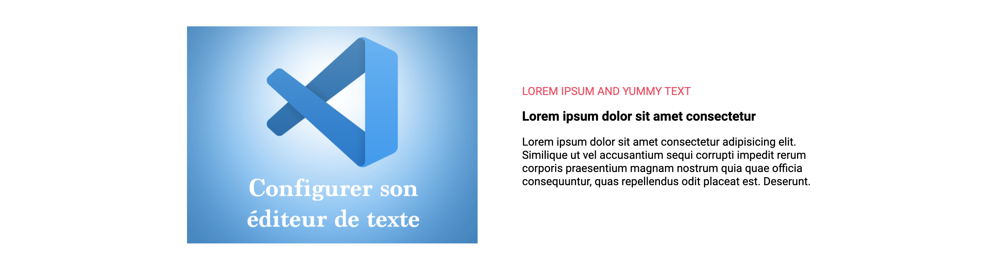 Configurer son
éditeur de texte
LOREM IPSUM AND YUMMY TEXT
Lorem ipsum dolor sit amet consectetur
Lorem ipsum dolor sit amet consectetur adipisicing elit.
Similique ut vel accusantium sequi corrupti impedit rerum
corporis praesentium magnam nostrum quia quae officia
consequuntur, quas repellendus odit placeat est. Deserunt.